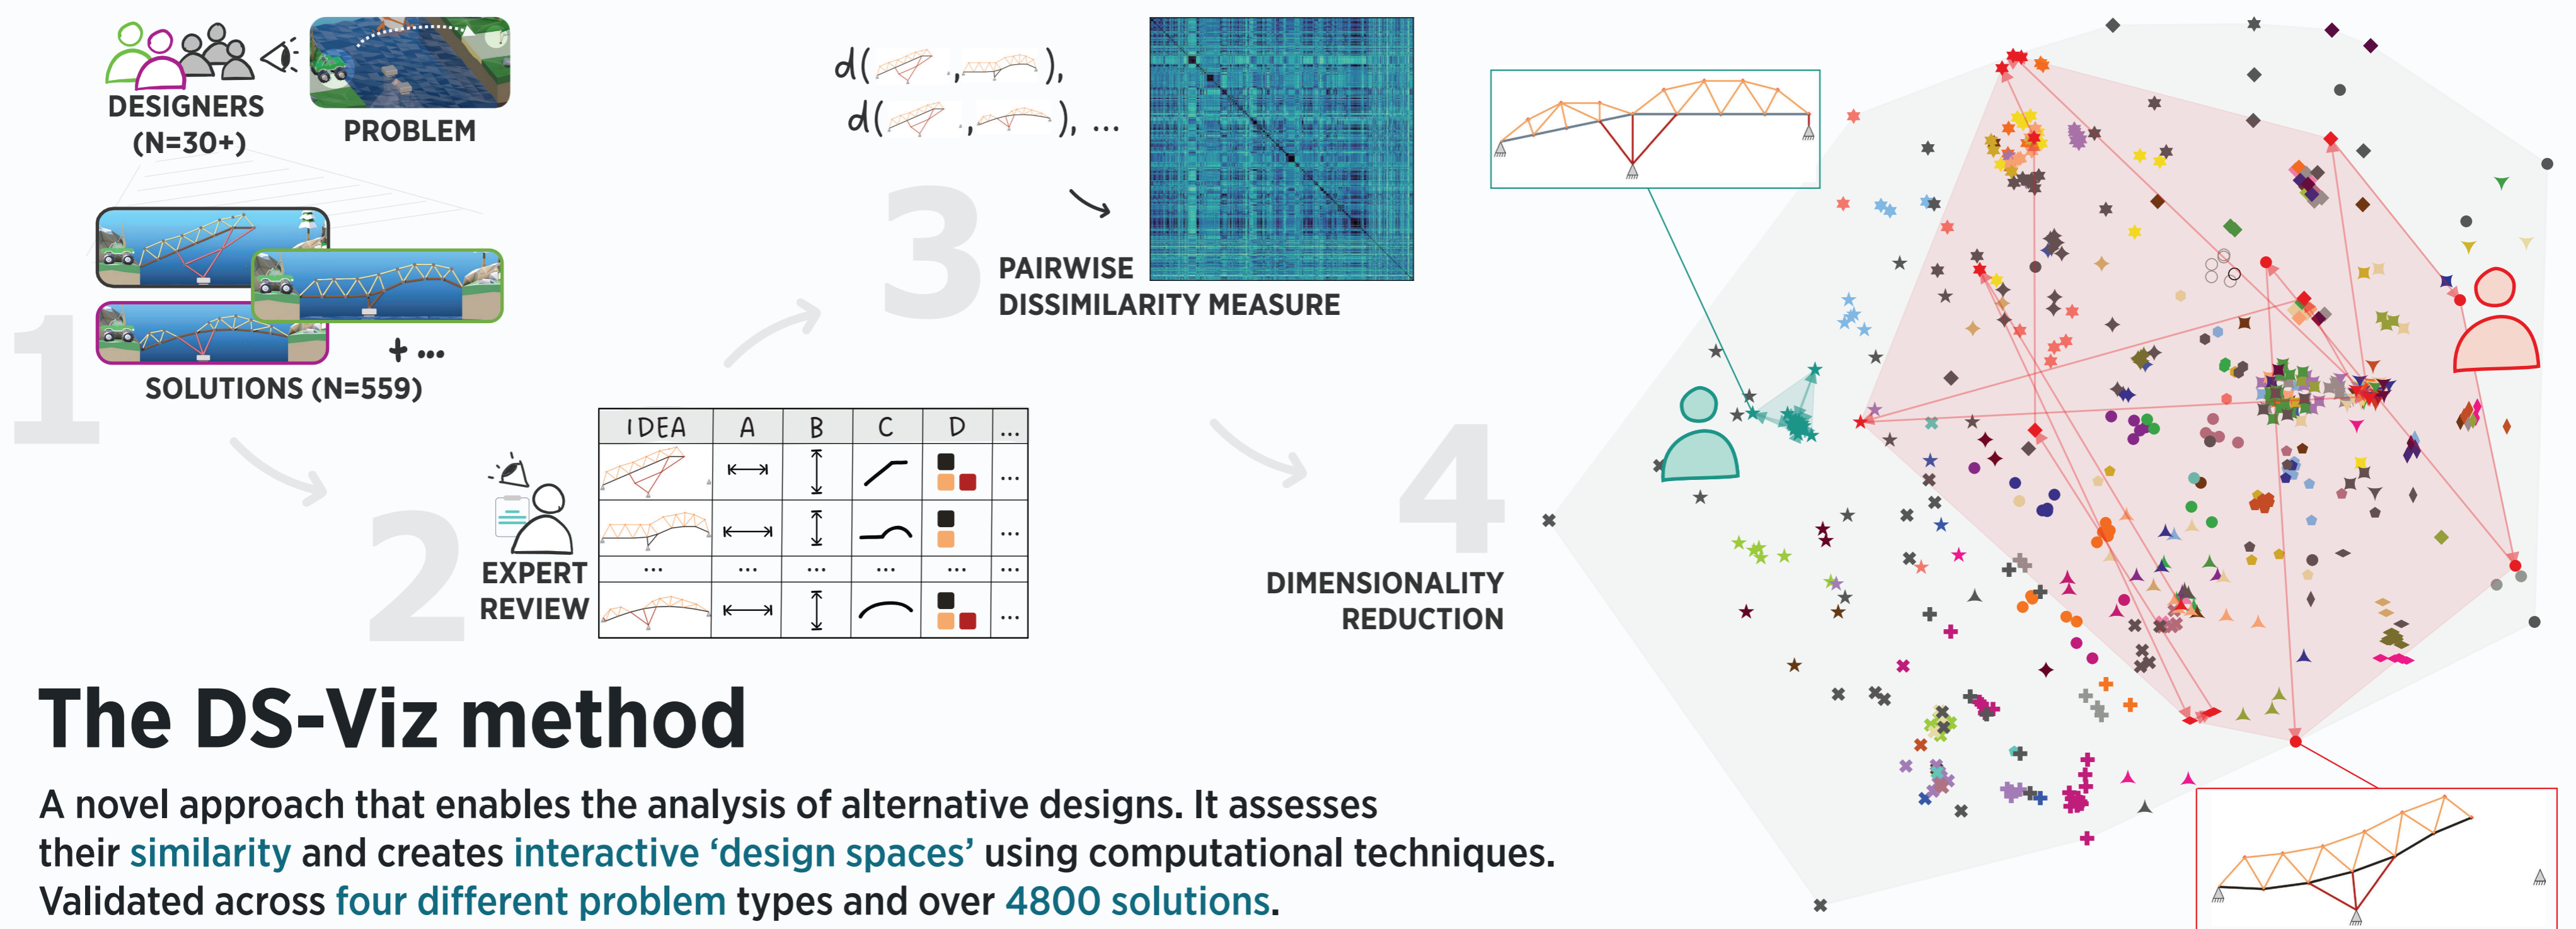 1
DESIGNERS
(N=30+)
PROBLEM
SOLUTIONS (N=559)
+ ...
2
EXPERT
REVIEW
IDEA A B C D ...
...
...
... ... ... ... ... ...
...
3
d( , ),
d( , ), ...
PAIRWISE
DISSIMILARITY MEASURE
4
DIMENSIONALITY
REDUCTION
The DS-Viz method
A novel approach that enables the analysis of alternative designs. It assesses
their similarity and creates interactive ‘design spaces’ using computational techniques.
Validated across four different problem types and over 4800 solutions.